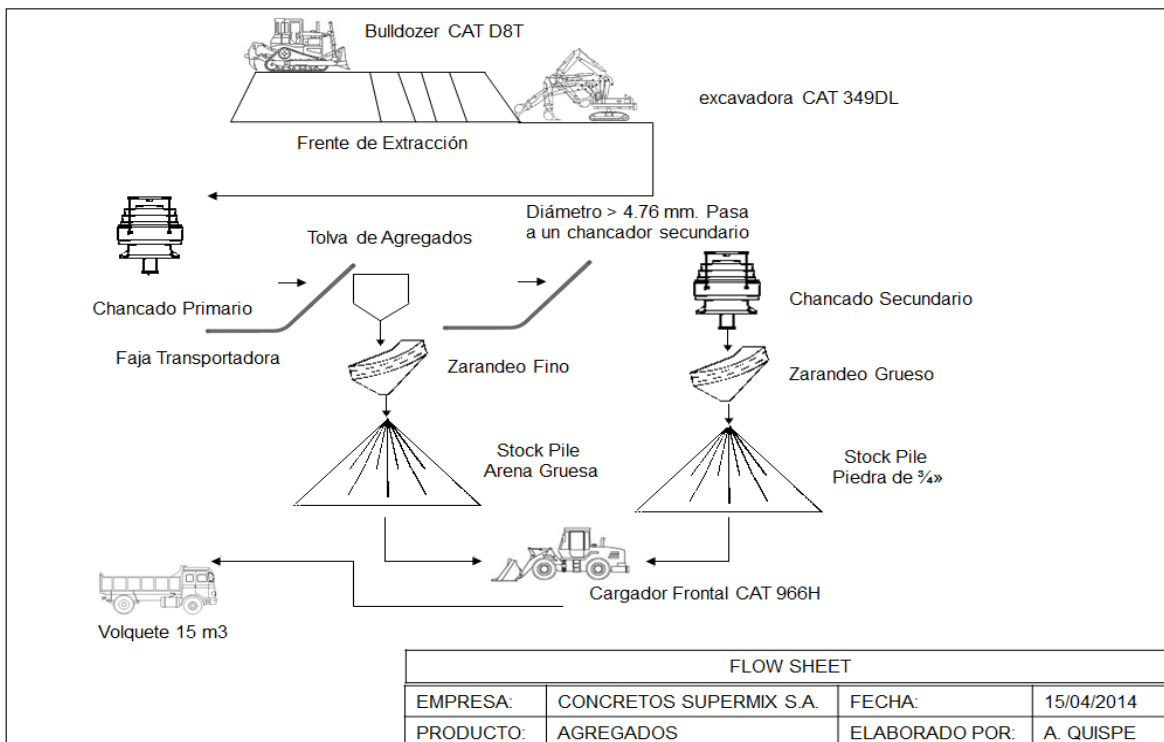 Bulldozer CAT D8T
excavadora CAT 349DL
Frente de Extracción
Diámetro > 4.76 mm. Pasa
a un chancador secundario
Tolva de Agregados
Chancado Primario
Chancado Secundario
Faja Transportadora
Zarandeo Fino
Zarandeo Grueso
Stock Pile
Arena Gruesa
Stock Pile
Piedra de ¾»
Cargador Frontal CAT 966H
Volquete 15 m3
FLOW SHEET
EMPRESA: CONCRETOS SUPERMIX S.A. FECHA: 15/04/2014
PRODUCTO: AGREGADOS ELABORADO POR: A. QUISPE